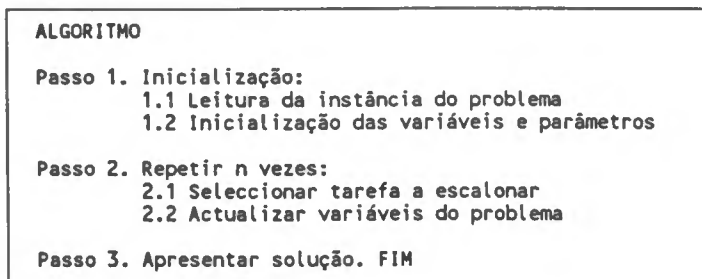 ALGORITMO
Passo 1. Inicialização:
1.1 Leitura da instância do problema
1.2 Inicialização das variáveis e parâmetros
Passo 2. Repetir n vezes:
2.1 Seleccionar tarefa a escalonar
2.2 Actualizar variáveis do problema
Passo 3. Apresentar solução. FIM